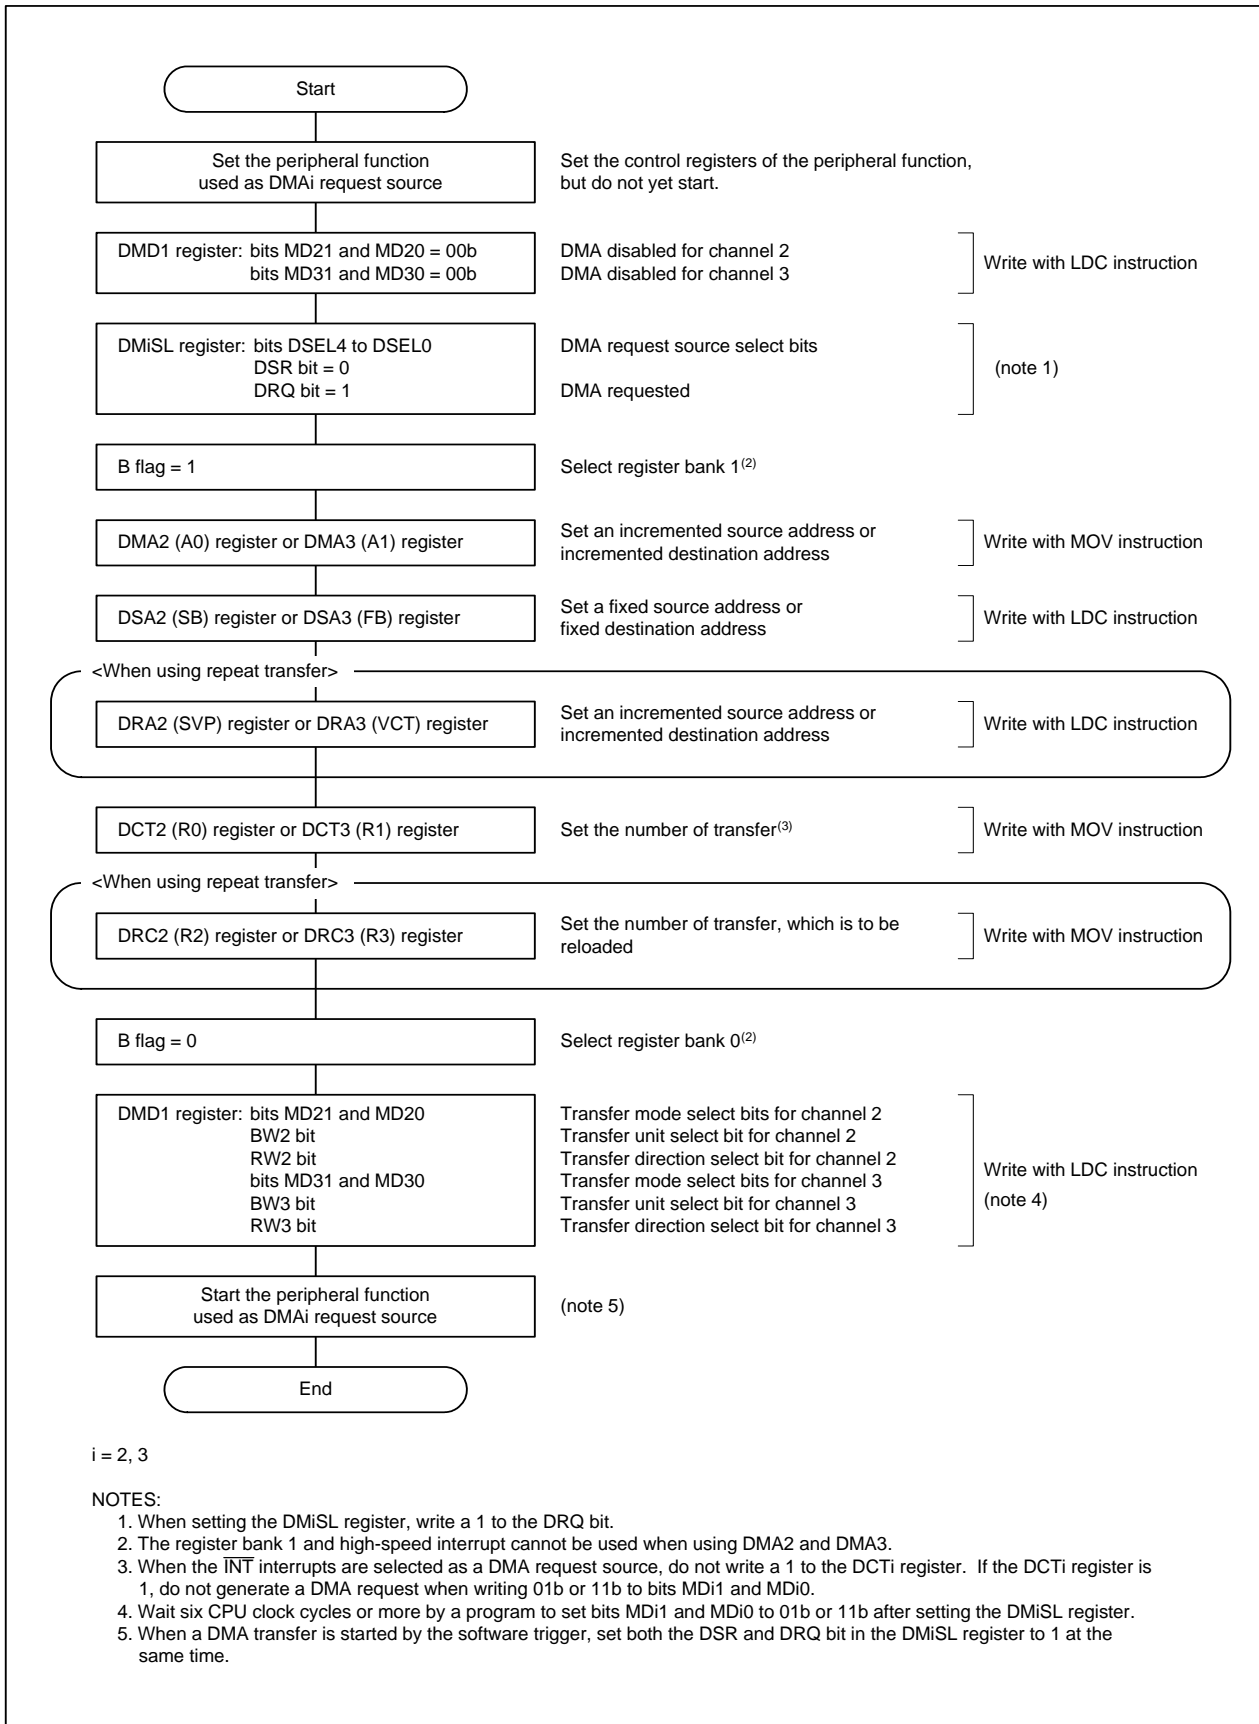 Start
Set the peripheral function
used as DMAi request source
Set the control registers of the peripheral function,
but do not yet start.
DMD1 register: bits MD21 and MD20 = 00b
bits MD31 and MD30 = 00b
DMA disabled for channel 2
DMA disabled for channel 3
Write with LDC instruction
DMiSL register: bits DSEL4 to DSEL0
DSR bit = 0
DRQ bit = 1
DMA request source select bits
DMA requested
(note 1)
B flag = 1
Select register bank 1(2)
DMA2 (A0) register or DMA3 (A1) register
Set an incremented source address or
incremented destination address
Write with MOV instruction
DSA2 (SB) register or DSA3 (FB) register
Set a fixed source address or
fixed destination address
Write with LDC instruction
<When using repeat transfer>
DRA2 (SVP) register or DRA3 (VCT) register
Set an incremented source address or
incremented destination address
Write with LDC instruction
DCT2 (R0) register or DCT3 (R1) register
Set the number of transfer(3)
Write with MOV instruction
<When using repeat transfer>
DRC2 (R2) register or DRC3 (R3) register
Set the number of transfer, which is to be
reloaded
Write with MOV instruction
B flag = 0
Select register bank 0(2)
DMD1 register: bits MD21 and MD20
BW2 bit
RW2 bit
bits MD31 and MD30
BW3 bit
RW3 bit
Transfer mode select bits for channel 2
Transfer unit select bit for channel 2
Transfer direction select bit for channel 2
Transfer mode select bits for channel 3
Transfer unit select bit for channel 3
Transfer direction select bit for channel 3
Write with LDC instruction
(note 4)
Start the peripheral function
used as DMAi request source
(note 5)
End
i = 2, 3
NOTES:
1. When setting the DMiSL register, write a 1 to the DRQ bit.
2. The register bank 1 and high-speed interrupt cannot be used when using DMA2 and DMA3.
3. When the INT interrupts are selected as a DMA request source, do not write a 1 to the DCTi register. If the DCTi register is
1, do not generate a DMA request when writing 01b or 11b to bits MDi1 and MDi0.
4. Wait six CPU clock cycles or more by a program to set bits MDi1 and MDi0 to 01b or 11b after setting the DMiSL register.
5. When a DMA transfer is started by the software trigger, set both the DSR and DRQ bit in the DMiSL register to 1 at the
same time.